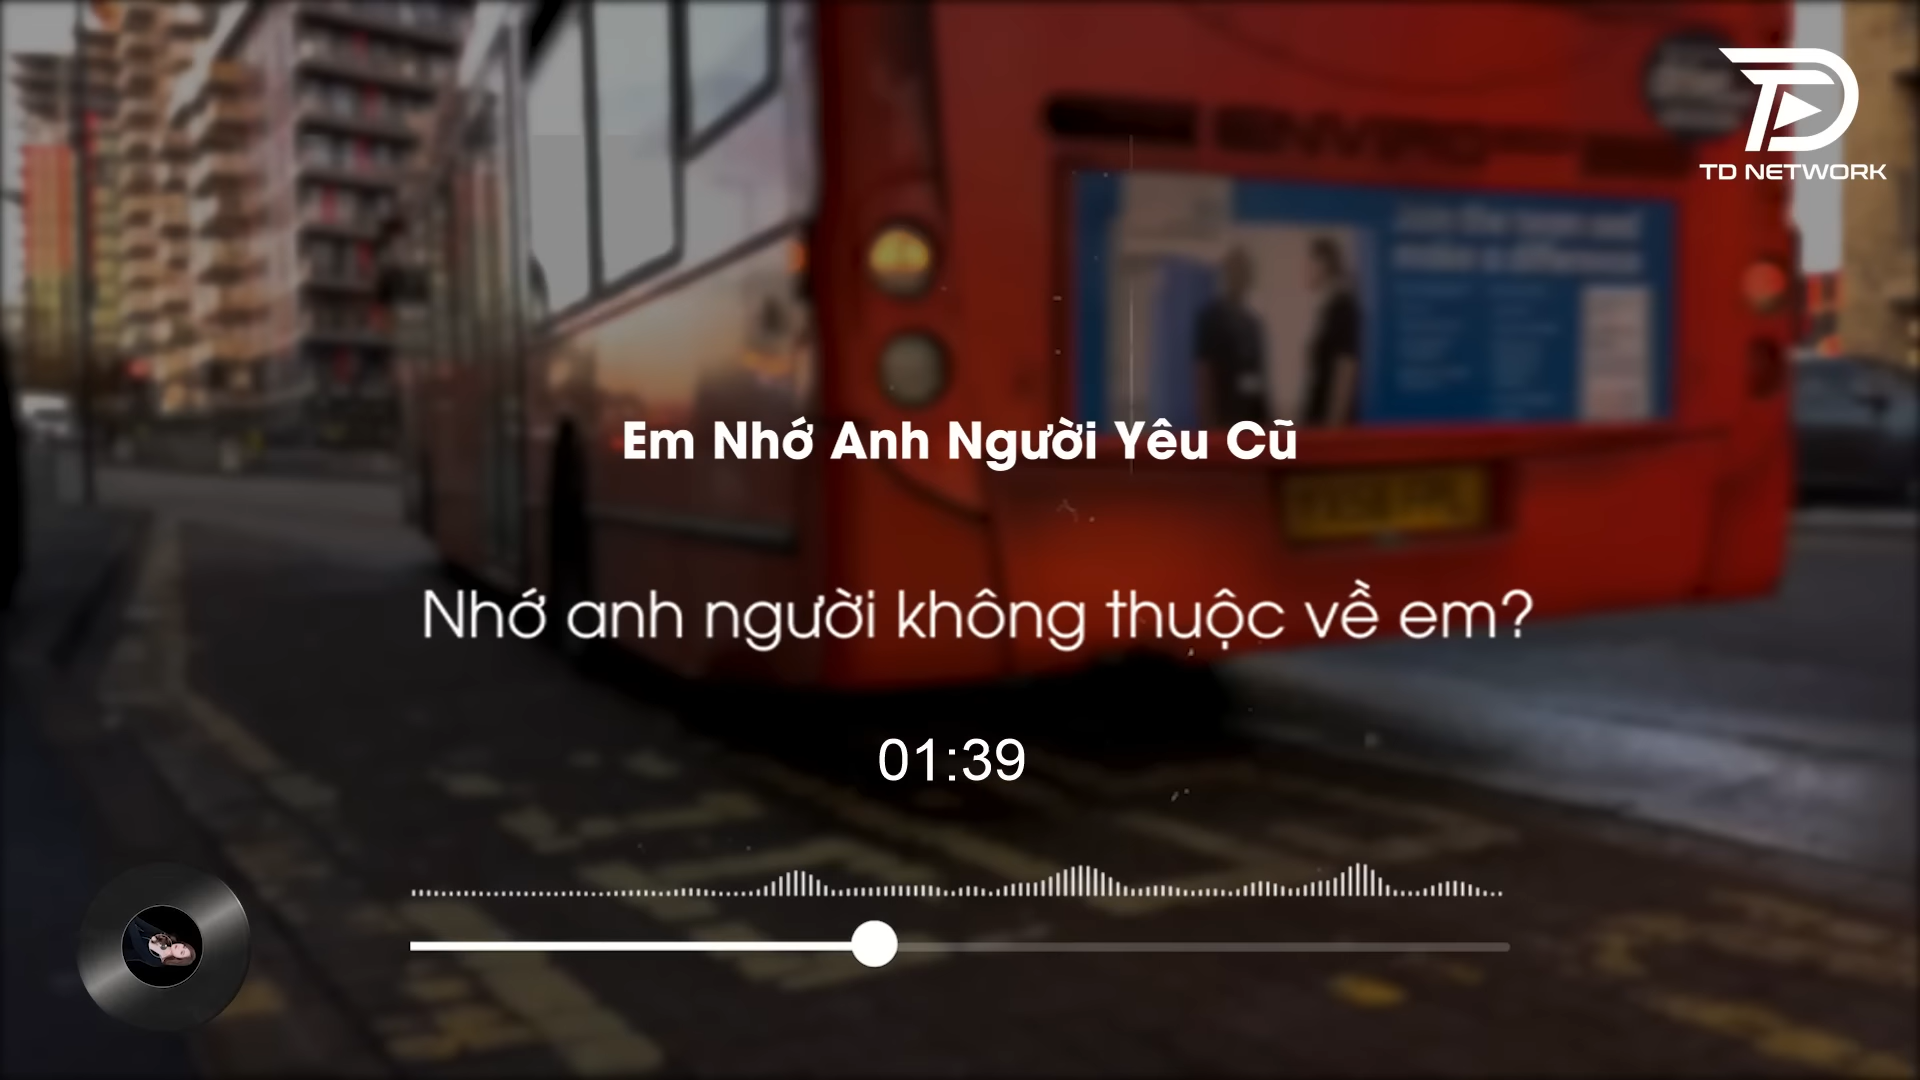 TD NETWORK
Em Nhớ Anh Người Yêu Cũ
Nhớ anh người không thuộc về em?
01:39